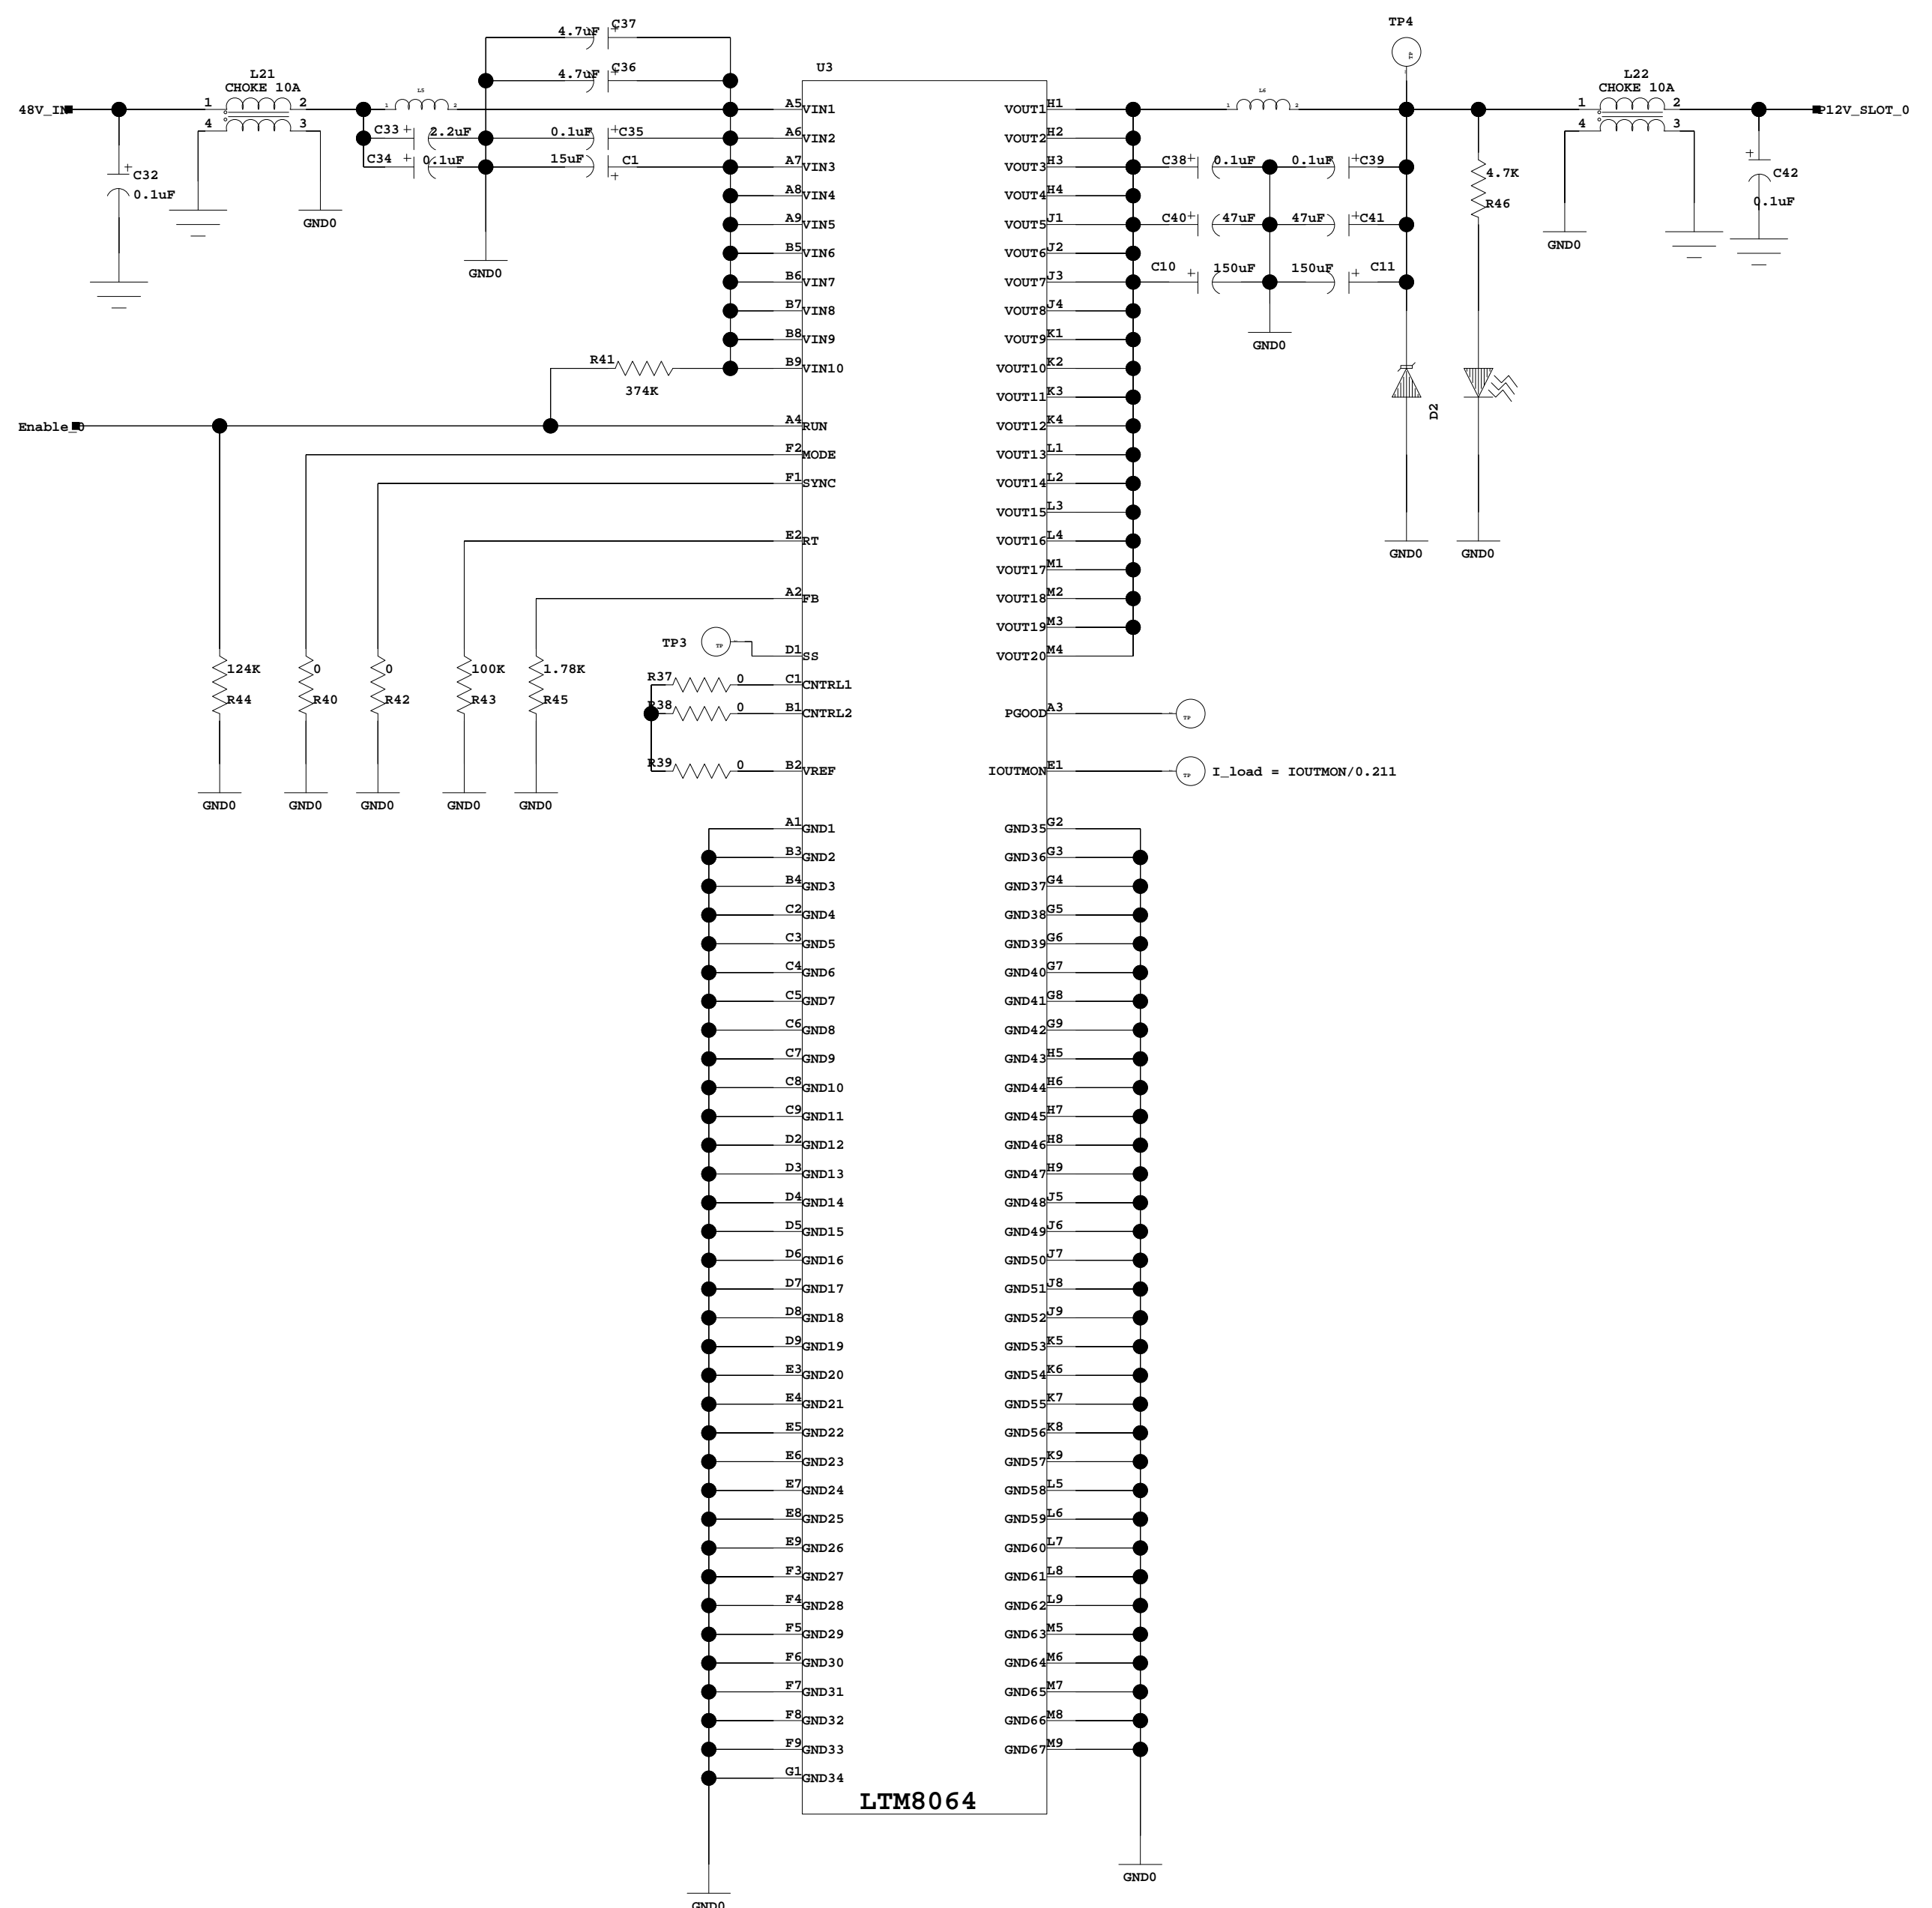 TP4
4.7uF C37
4.7uF C36
U3
L21
CHOKE 10A
L22
CHOKE 10A
48V_IN
1 2
4 3
L5
1 2
A5 VIN1
VOUT1 H1
L6
1 2
TP
1 2
4 3
P12V_SLOT_0
C33 + 2.2uF
0.1uF + C35
A6 VIN2
VOUT2 H2
C34 + 0.1uF
15uF C1 +
A7 VIN3
VOUT3 H3
C38 + 0.1uF
0.1uF + C39
+ C32
0.1uF
4.7K
R46
+ C42
0.1uF
A8 VIN4
VOUT4 H4
A9 VIN5
VOUT5 J1
C40 + 47uF
47uF + C41
GND0
GND0
GND0
B5 VIN6
VOUT6 J2
B6 VIN7
VOUT7 J3
C10 + 150uF
150uF + C11
B7 VIN8
VOUT8 J4
B8 VIN9
VOUT9 K1
GND0
R41
374K
B9 VIN10
VOUT10 K2
VOUT11 K3
D2
Enable_0
A4 RUN
VOUT12 K4
F2 MODE
VOUT13 L1
F1 SYNC
VOUT14 L2
VOUT15 L3
E2 RT
VOUT16 L4
GND0 GND0
VOUT17 M1
A2 FB
VOUT18 M2
VOUT19 M3
TP3 TP
D1 SS
VOUT20 M4
124K
R44
0
R40
0
R42
100K
R43
1.78K
R45
R37 0 C1 CNTRL1
R38 0 B1 CNTRL2
PGOOD A3 TP
R39 0 B2 VREF
IOUTMON E1 TP I_load = IOUTMON/0.211
GND0 GND0 GND0 GND0 GND0
A1 GND1 GND35 G2
B3 GND2 GND36 G3
B4 GND3 GND37 G4
C2 GND4 GND38 G5
C3 GND5 GND39 G6
C4 GND6 GND40 G7
C5 GND7 GND41 G8
C6 GND8 GND42 G9
C7 GND9 GND43 H5
C8 GND10 GND44 H6
C9 GND11 GND45 H7
D2 GND12 GND46 H8
D3 GND13 GND47 H9
D4 GND14 GND48 J5
D5 GND15 GND49 J6
D6 GND16 GND50 J7
D7 GND17 GND51 J8
D8 GND18 GND52 J9
D9 GND19 GND53 K5
E3 GND20 GND54 K6
E4 GND21 GND55 K7
E5 GND22 GND56 K8
E6 GND23 GND57 K9
E7 GND24 GND58 L5
E8 GND25 GND59 L6
E9 GND26 GND60 L7
F3 GND27 GND61 L8
F4 GND28 GND62 L9
F5 GND29 GND63 M5
F6 GND30 GND64 M6
F7 GND31 GND65 M7
F8 GND32 GND66 M8
F9 GND33 GND67 M9
G1 GND34
LTM8064
GND0
GND0